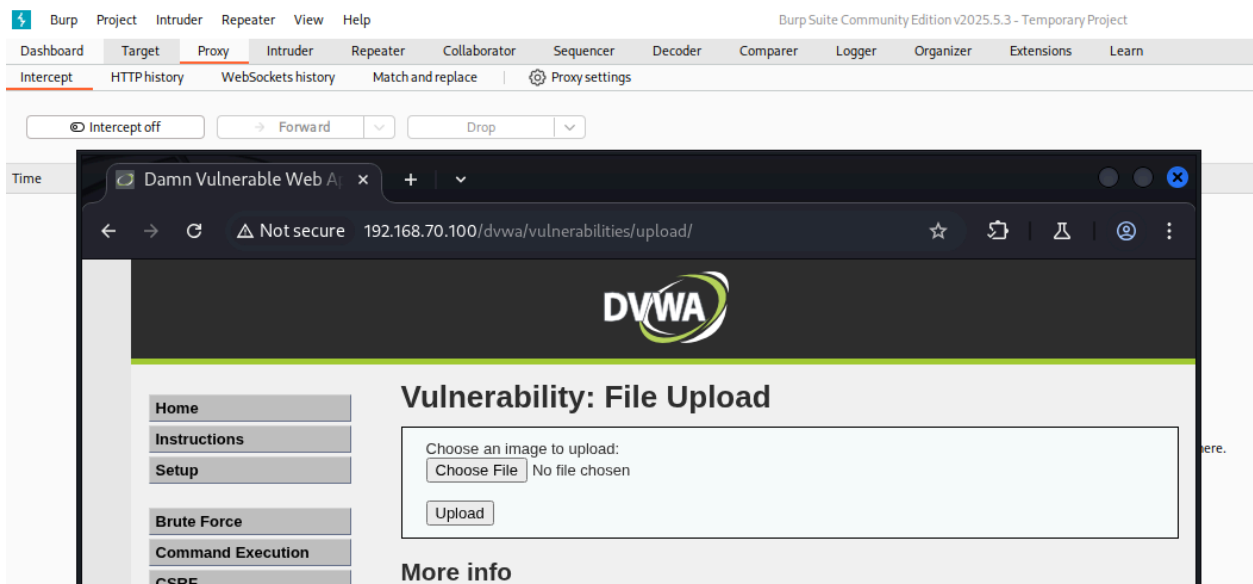 Burp Project Intruder Repeater View Help Burp Suite Community Edition v2025.5.3 - Temporary Project
Dashboard Target Proxy Intruder Repeater Collaborator Sequencer Decoder Comparer Logger Organizer Extensions Learn
Intercept HTTP history WebSockets history Match and replace Proxy settings
Intercept off Forward Drop
Time
Damn Vulnerable Web
Not secure 192.168.70.100/dvwa/vulnerabilities/upload/
DVWA
Vulnerability: File Upload
Home
Instructions
Setup
Choose an image to upload:
Choose File No file chosen
Upload
Brute Force
Command Execution
CSRF
More info